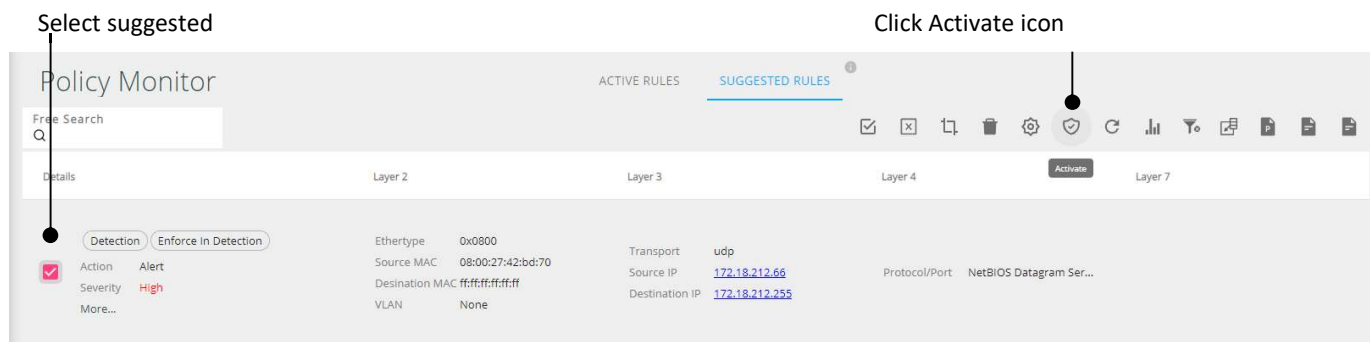 Select suggested
Click Activate icon
Policy Monitor
ACTIVE RULES
SUGGESTED RULES
Free Search
Activate
Details
Layer 2
Layer 3
Layer 4
Layer 7
Detection
Enforce In Detection
Action Alert
Severity High
More...
Ethertype 0x0800
Source MAC 08:00:27:42:bd:70
Desination MAC ff:ff:ff:ff:ff:ff
VLAN None
Transport udp
Source IP 172.18.212.66
Destination IP 172.18.212.255
Protocol/Port NetBIOS Datagram Ser...